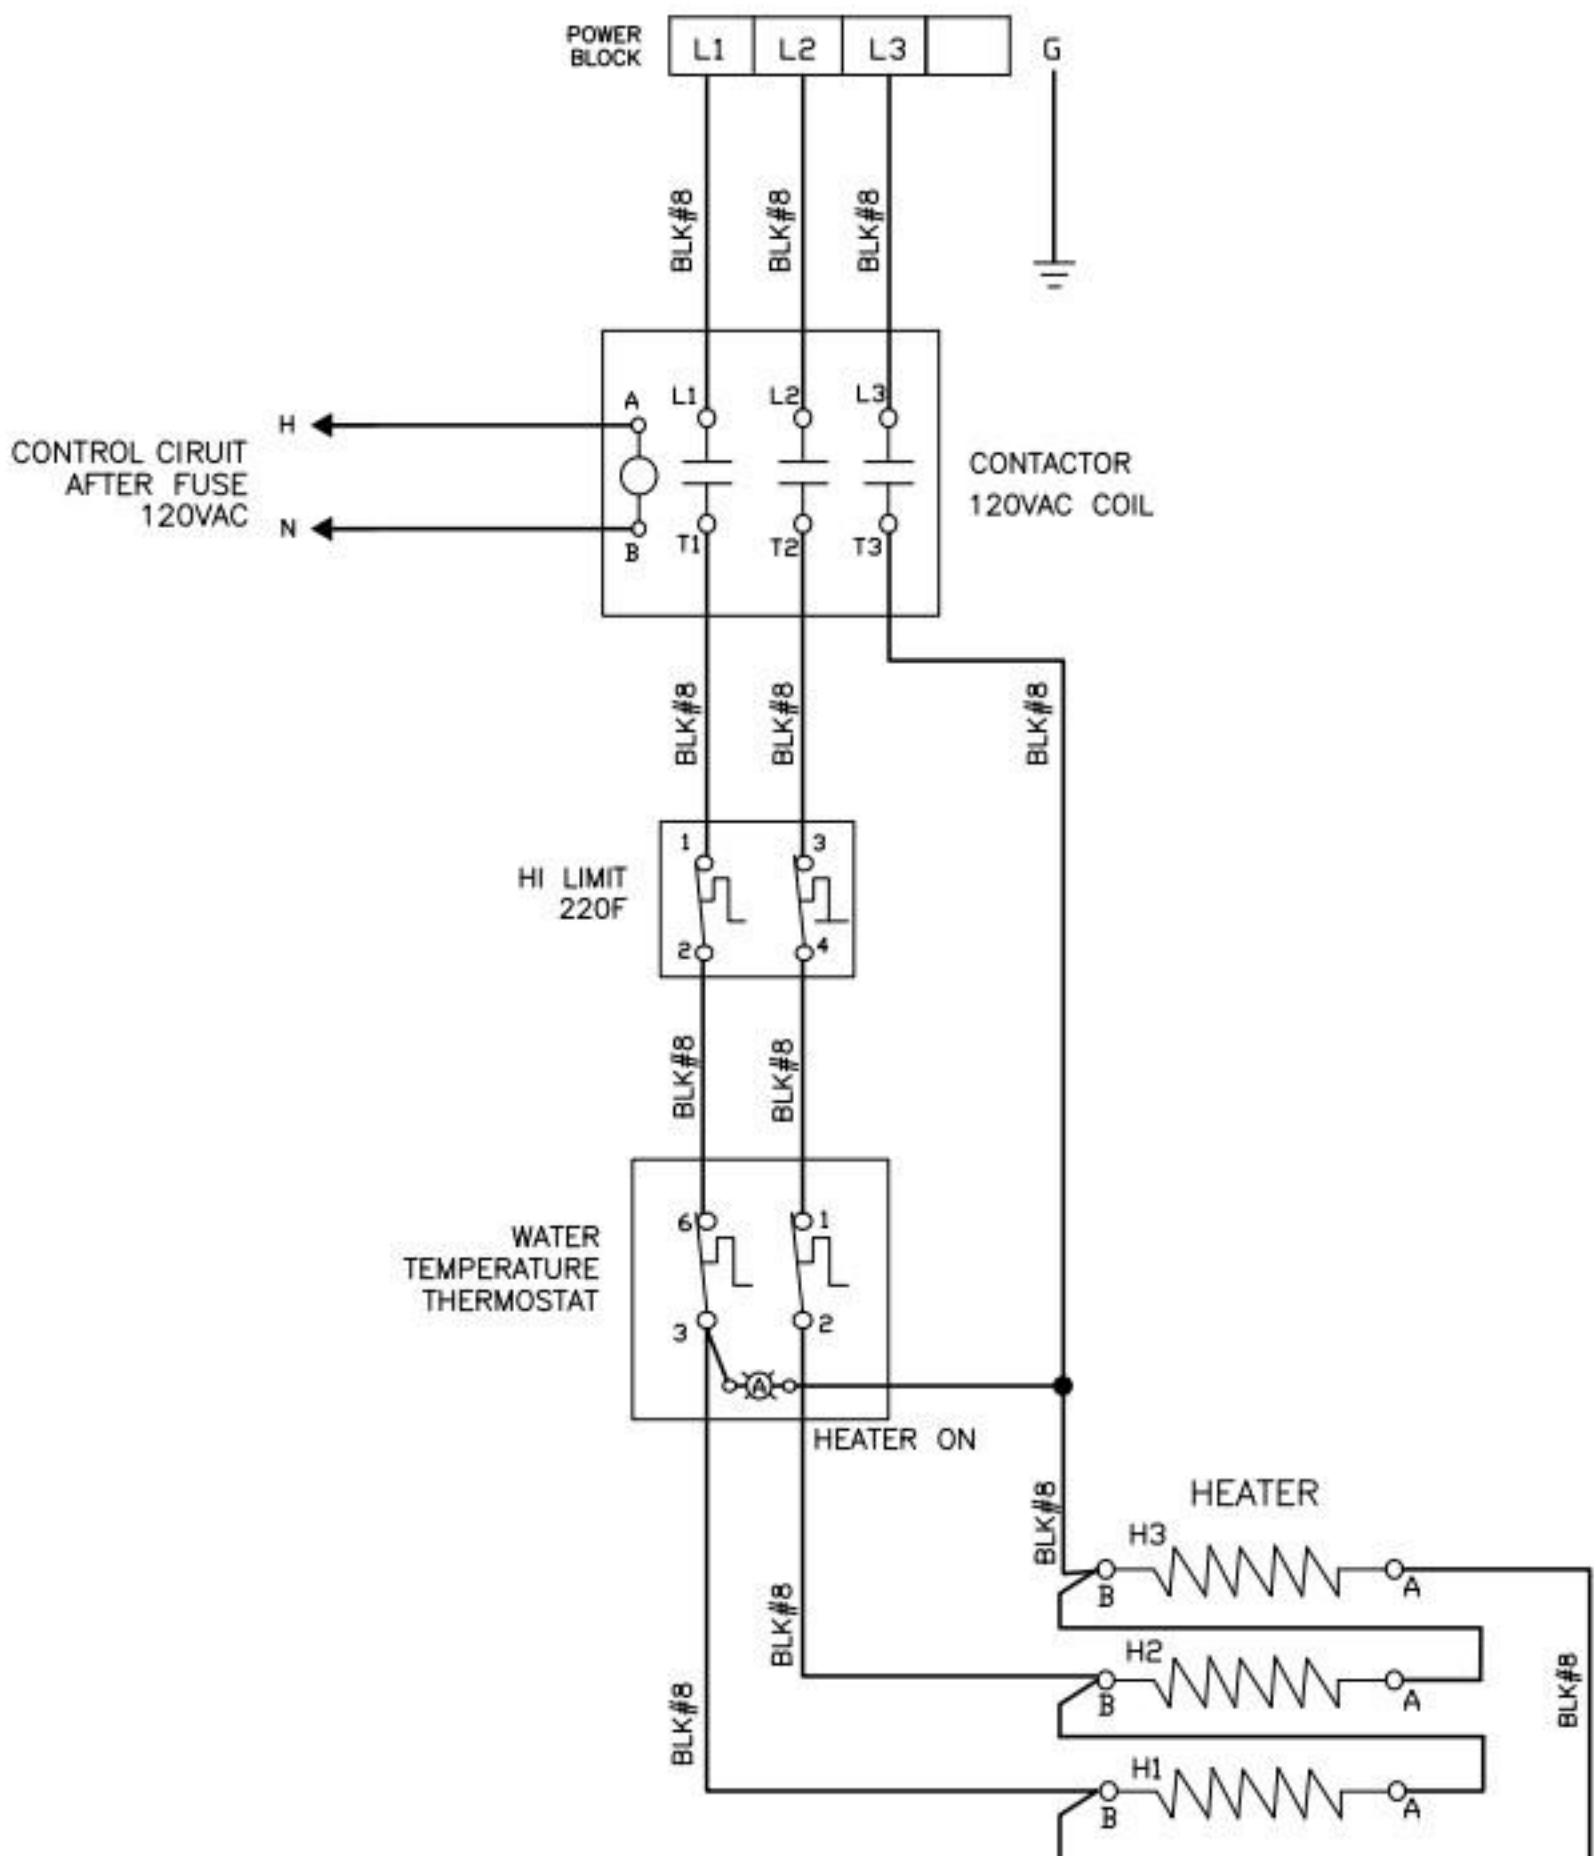 POWER
BLOCK
L1
L2
L3
G
BLK#8
BLK#8
BLK#8
A
L1
L2
L3
H
CONTROL CIRUIT
AFTER FUSE
120VAC
N
CONTACTOR
120VAC COIL
B
T1
T2
T3
BLK#8
BLK#8
BLK#8
1
3
HI LIMIT
220F
2
4
BLK#8
BLK#8
6
1
WATER
TEMPERATURE
THERMOSTAT
3
2
A
HEATER ON
HEATER
BLK#8
H3
B
A
BLK#8
H2
B
A
BLK#8
BLK#8
H1
B
A